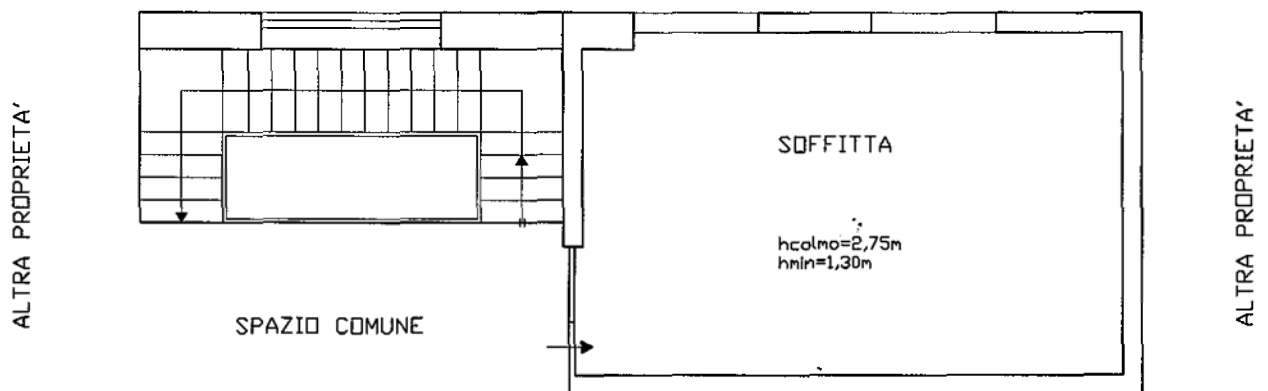 ALTRA PROPRIETA'
SOFFITTA
hcolmo=2,75m
hmin=1,30m
SPAZIO COMUNE
ALTRA PROPRIETA'